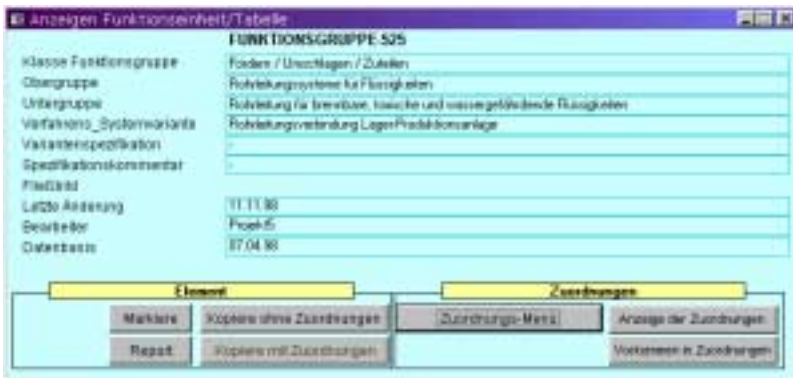 Anzeigen Funktionseinheit/Tabelle
FUNKTIONSGRUPPE 525
Klasse Funktionsgruppe Fördern / Umschlagen / Zuteilen
Obergruppe Rohrleitungssysteme für Flüssigkeiten
Untergruppe Rohrleitung für brennbare, toxische und wassergefährdende Flüssigkeiten
Verfahrens_Systemvariante Rohrleitungsverbindung Lager-Produktionsanlage
Variantenspezifikation -
Spezifikationskommentar -
Fließbild
Letzte Änderung 11.11.98
Bearbeiter Projekt5
Datenbasis 07.04.98
Element Zuordnungen
Markiere Kopiere ohne Zuordnungen Zuordnungs-Menü Anzeige der Zuordnungen
Report Kopiere mit Zuordnungen Vorkommen in Zuordnungen